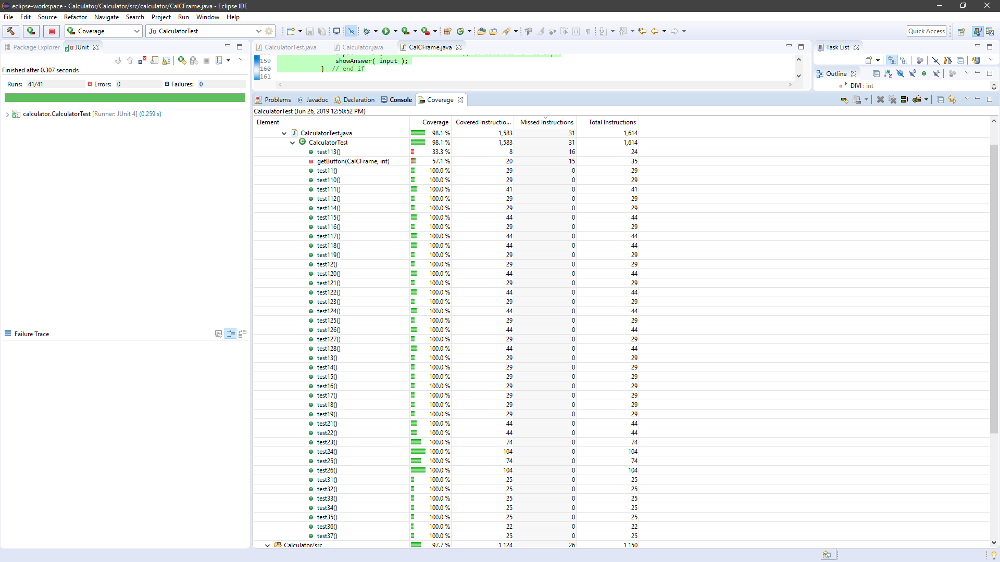 eclipse-workspace - Calculator/Calculator/src/calculator/CalCFrame.java - Eclipse IDE
File Edit Source Refactor Navigate Search Project Run Window Help
Coverage
JU CalculatorTest
Quick Access
Package Explorer
JUnit
Finished after 0.307 seconds
Runs: 41/41 Errors: 0 Failures: 0
calculator.CalculatorTest [Runner: JUnit 4] (0.259 s)
Failure Trace
CalculatorTest.java Calculator.java CalCFrame.java
159 showAnswer( input );
160 } // end if
161
Task List
Outline
DIVI : int
Problems @ Javadoc Declaration Console Coverage
CalculatorTest (Jun 26, 2019 12:50:52 PM)
Element Coverage Covered Instructio... Missed Instructions Total Instructions
CalculatorTest.java 98.1 % 1,583 31 1,614
CalculatorTest 98.1 % 1,583 31 1,614
test113() 33.3 % 8 16 24
getButton(CalCFrame, int) 57.1 % 20 15 35
test11() 100.0 % 29 0 29
test110() 100.0 % 29 0 29
test111() 100.0 % 41 0 41
test112() 100.0 % 29 0 29
test114() 100.0 % 29 0 29
test115() 100.0 % 44 0 44
test116() 100.0 % 29 0 29
test117() 100.0 % 44 0 44
test118() 100.0 % 44 0 44
test119() 100.0 % 29 0 29
test12() 100.0 % 29 0 29
test120() 100.0 % 44 0 44
test121() 100.0 % 29 0 29
test122() 100.0 % 44 0 44
test123() 100.0 % 29 0 29
test124() 100.0 % 44 0 44
test125() 100.0 % 29 0 29
test126() 100.0 % 44 0 44
test127() 100.0 % 29 0 29
test128() 100.0 % 44 0 44
test13() 100.0 % 29 0 29
test14() 100.0 % 29 0 29
test15() 100.0 % 29 0 29
test16() 100.0 % 29 0 29
test17() 100.0 % 29 0 29
test18() 100.0 % 29 0 29
test19() 100.0 % 29 0 29
test21() 100.0 % 44 0 44
test22() 100.0 % 44 0 44
test23() 100.0 % 74 0 74
test24() 100.0 % 104 0 104
test25() 100.0 % 74 0 74
test26() 100.0 % 104 0 104
test31() 100.0 % 25 0 25
test32() 100.0 % 25 0 25
test33() 100.0 % 25 0 25
test34() 100.0 % 25 0 25
test35() 100.0 % 25 0 25
test36() 100.0 % 22 0 22
test37() 100.0 % 25 0 25
Calculator/src 97.7 % 1,124 26 1,150